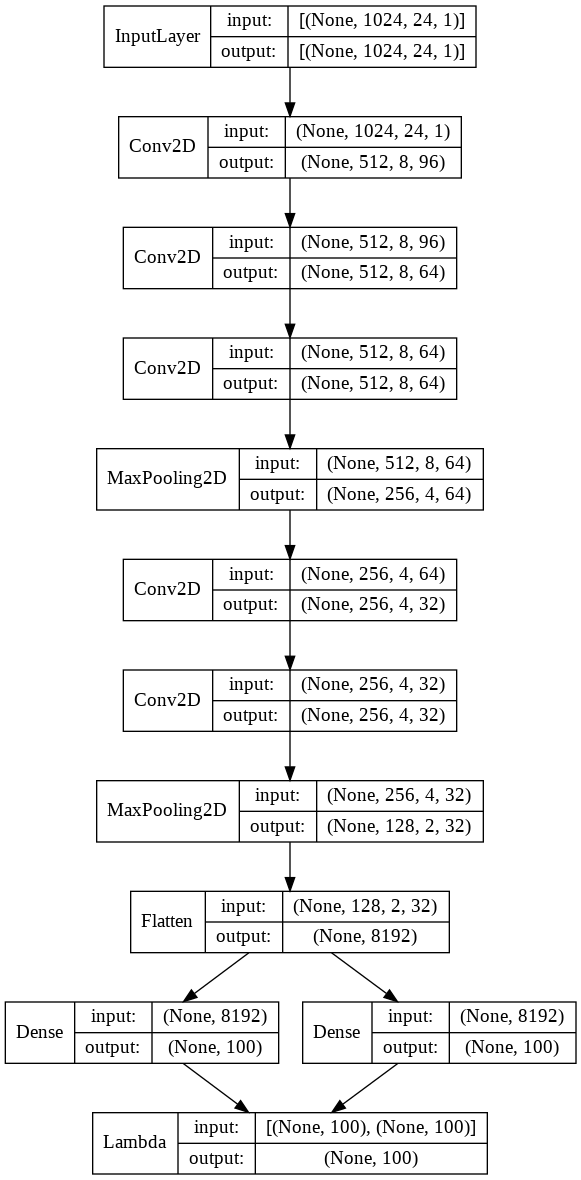 InputLayer
input: [(None, 1024, 24, 1)]
output: [(None, 1024, 24, 1)]
Conv2D
input: (None, 1024, 24, 1)
output: (None, 512, 8, 96)
Conv2D
input: (None, 512, 8, 96)
output: (None, 512, 8, 64)
Conv2D
input: (None, 512, 8, 64)
output: (None, 512, 8, 64)
MaxPooling2D
input: (None, 512, 8, 64)
output: (None, 256, 4, 64)
Conv2D
input: (None, 256, 4, 64)
output: (None, 256, 4, 32)
Conv2D
input: (None, 256, 4, 32)
output: (None, 256, 4, 32)
MaxPooling2D
input: (None, 256, 4, 32)
output: (None, 128, 2, 32)
Flatten
input: (None, 128, 2, 32)
output: (None, 8192)
Dense
input: (None, 8192)
output: (None, 100)
Dense
input: (None, 8192)
output: (None, 100)
Lambda
input: [(None, 100), (None, 100)]
output: (None, 100)